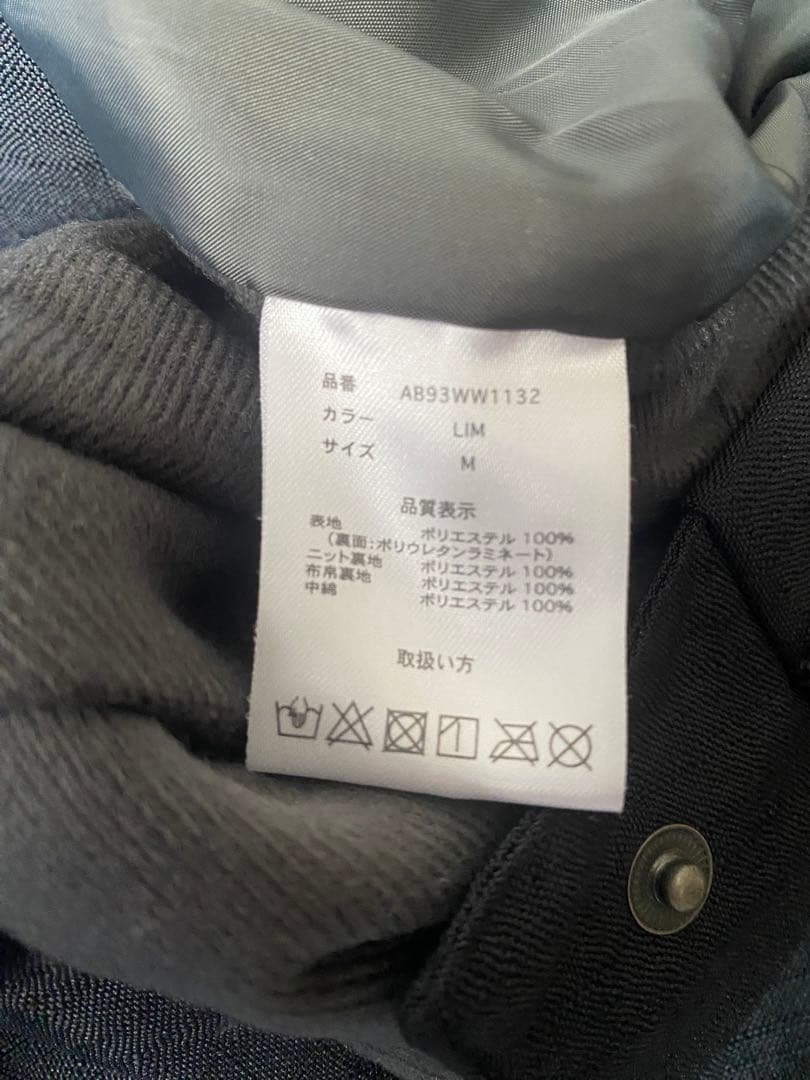 品番 AB93WW1132
カラー LIM
サイズ M
品質表示
表地 ポリエステル 100%
(裏面:ポリウレタンラミネート)
ニット裏地 ポリエステル 100%
布帛裏地 ポリエステル 100%
中綿 ポリエステル 100%
取扱い方